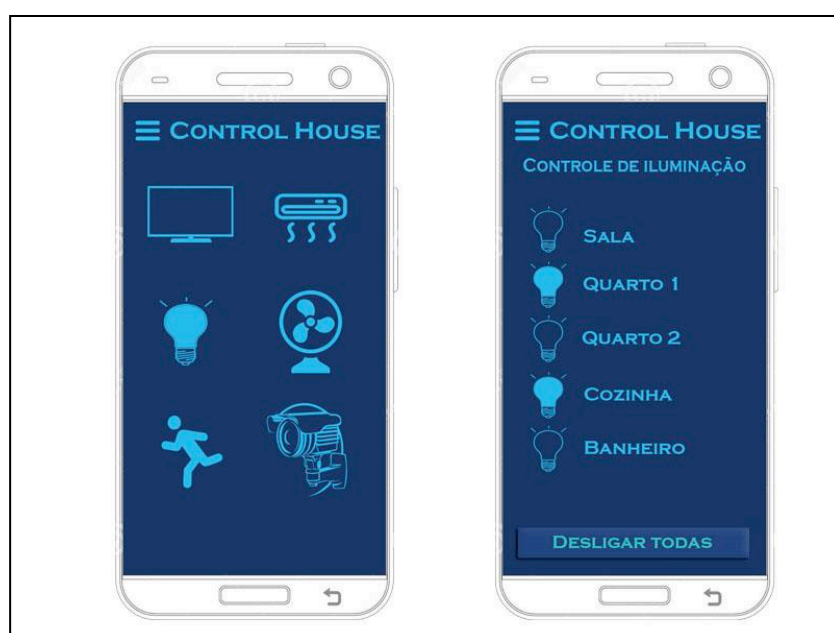 CONTROL HOUSE
CONTROL HOUSE
CONTROLE DE ILUMINAÇÃO
SALA
QUARTO 1
QUARTO 2
COZINHA
BANHEIRO
DESLIGAR TODAS